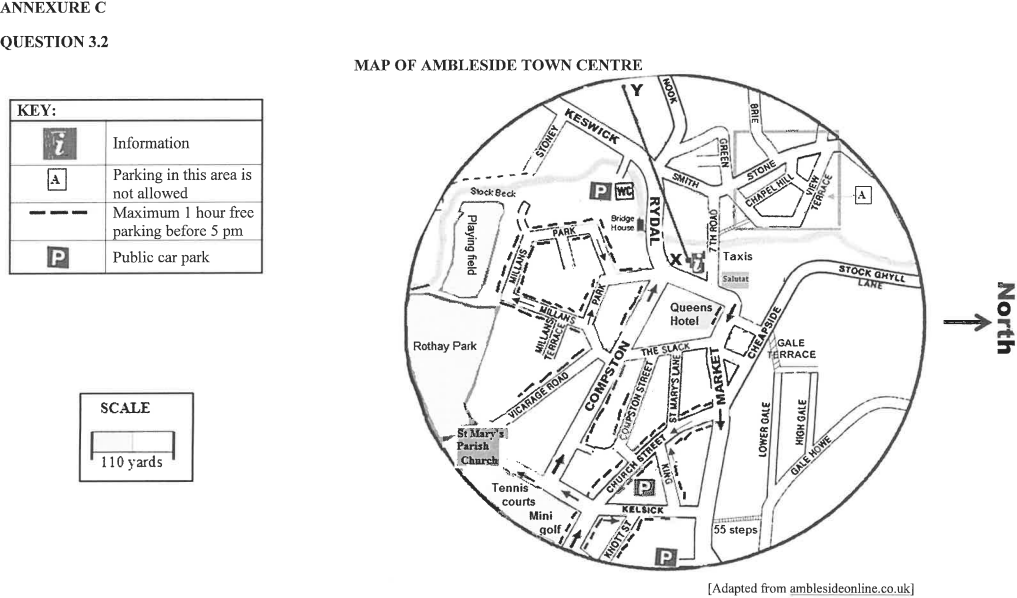 ANNEXURE C
QUESTION 3.2
MAP OF AMBLESIDE TOWN CENTRE
KEY:
i
Information
A
Parking in this area is
not allowed
Maximum 1 hour free
parking before 5 pm
P
Public car park
SCALE
110 yards
Y
NOOK
BRIE
KESWICK
STONEY
GREEN
STONE
SMITH
CHAPEL HILL
VIEW
TERRACE
A
Stock Beck
P
WC
RYDAL
Bridge
House
7TH ROAD
Playing field
PARK
MILLANS
X
i
Taxis
Salutat
STOCK GHYLL
LANE
North
PARK
MILLANS
MILLANS
TERRACE
Queens
Hotel
CHEAPSIDE
Rothay Park
COMPSTON
THE SLACK
MARKET
GALE
TERRACE
VICARAGE ROAD
COMPSTON STREET
ST MARY'S LANE
LOWER GALE
HIGH GALE
GALE HOWE
St Mary's
Parish
Church
CHURCH STREET
KING
P
Tennis
courts
Mini
golf
KELSICK
KNOTT ST
55 steps
P
[Adapted from amblesideonline.co.uk]